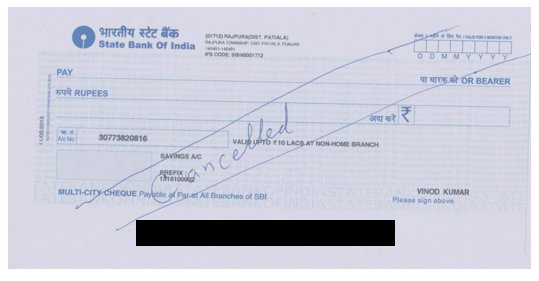 भारतीय स्टेट बैंक
State Bank Of India
(01712) RAJPURA(DIST. PATIALA)
RAJPURA TOWNSHIP, DIST.PATIALA, PUNJAB
140401-140401
IFS CODE: SBIN0001712
VALID FOR 3 MONTHS ONLY
D D M M Y Y Y Y
PAY
या धारक को OR BEARER
रुपये RUPEES
अदा करें ₹
11/05/2015
खा. सं.
A/c No.
30773820816
VALID UPTO ₹ 10 LACS AT NON-HOME BRANCH
Cancelled
SAVINGS A/C
PREFIX :
1316100002
MULTI-CITY CHEQUE Payable at Par at All Branches of SBI
VINOD KUMAR
Please sign above